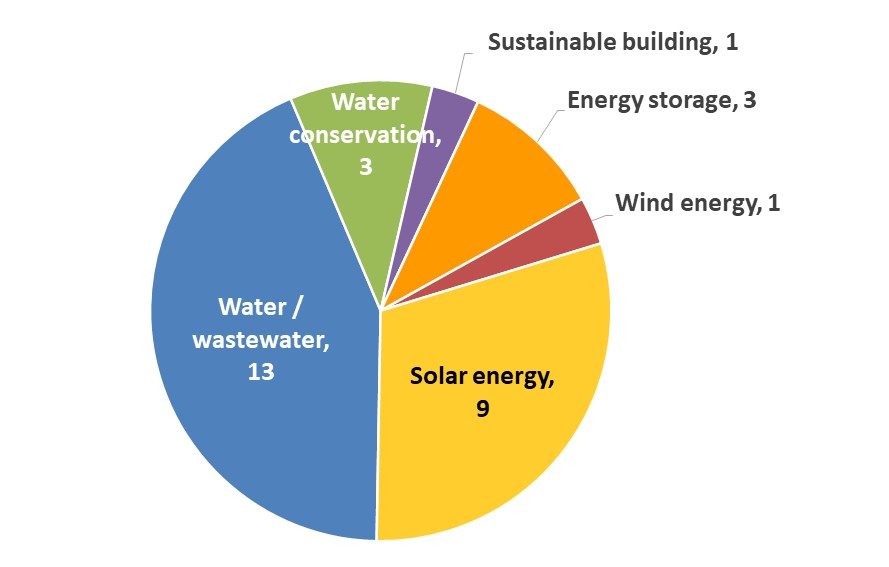 Sustainable building, 1
Energy storage, 3
Wind energy, 1
Water
conservation,
3
Water /
wastewater,
13
Solar energy,
9